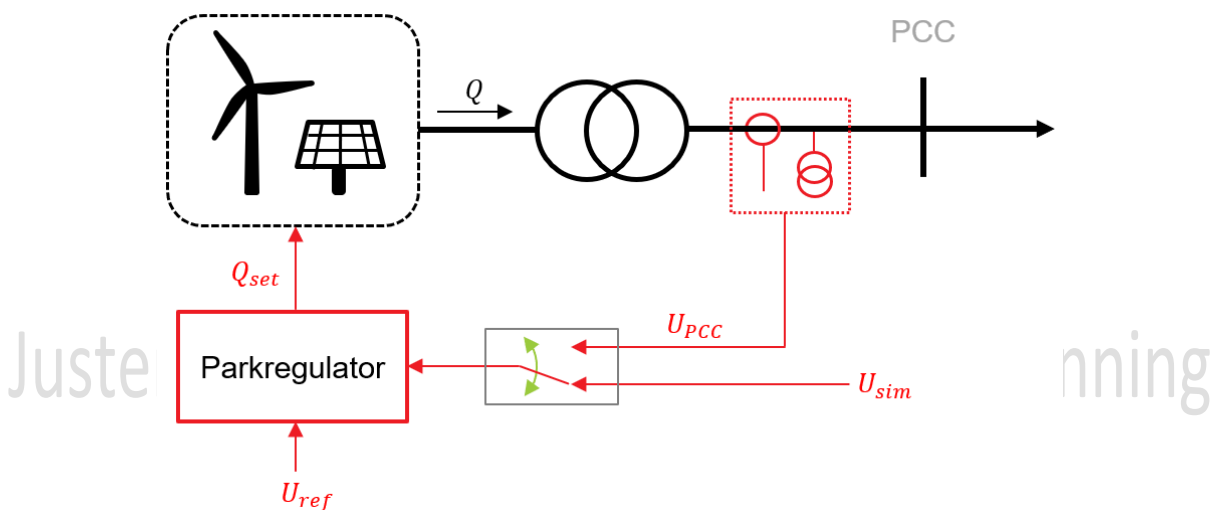 PCC
Q
Q_set
U_PCC
Juste
Parkregulator
U_sim
nning
U_ref